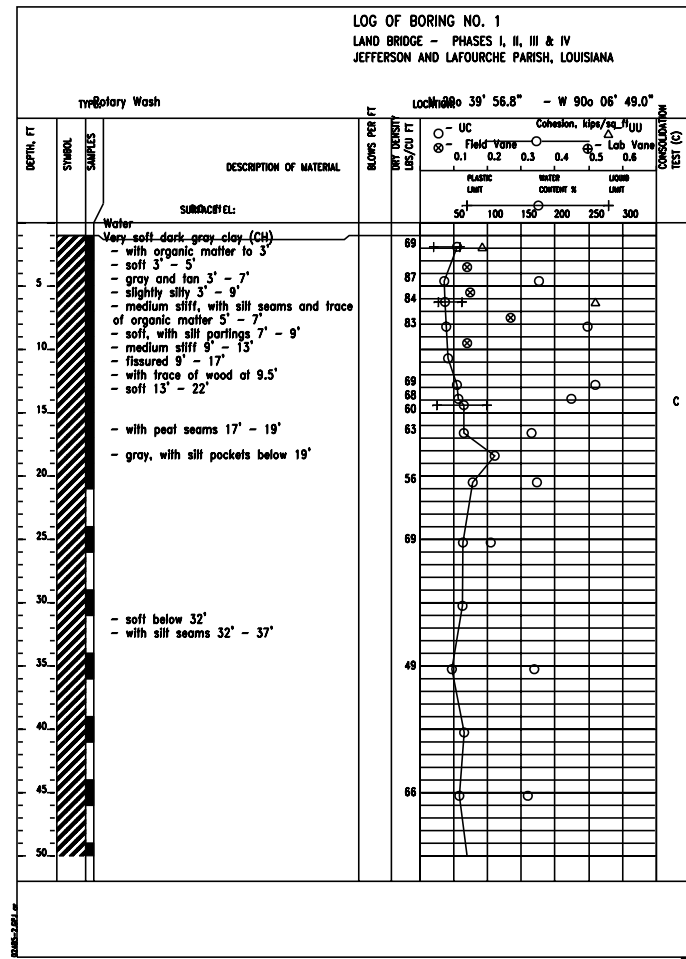 LOG OF BORING NO. 1
LAND BRIDGE - PHASES I, II, III & IV
JEFFERSON AND LAFOURCHE PARISH, LOUISIANA
TYPE: Rotary Wash
LOCATION: 39' 56.8" - W 90o 06' 49.0"
DEPTH, FT
SYMBOL
SAMPLES
DESCRIPTION OF MATERIAL
BLOWS PER FT
DRY DENSITY LBS/CU FT
CONSOLIDATION TEST (C)
- UC
Cohesion, kips/sq. ft
UU
- Field Vane
- Lab Vane
0.1 0.2 0.3 0.4 0.5 0.6
PLASTIC LIMIT
WATER CONTENT %
LIQUID LIMIT
50 100 150 200 250 300
Water
Very soft dark gray clay (CH)
- with organic matter to 3'
- soft 3' - 5'
- gray and tan 3' - 7'
- slightly silty 3' - 9'
- medium stiff, with silt seams and trace
of organic matter 5' - 7'
- soft, with silt partings 7' - 9'
- medium stiff 9' - 13'
- fissured 9' - 17'
- with trace of wood at 9.5'
- soft 13' - 22'
- with peat seams 17' - 19'
- gray, with silt pockets below 19'
- soft below 32'
- with silt seams 32' - 37'
5
10
15
20
25
30
35
40
45
50
69
87
84
83
69
68
60
63
56
69
49
66
C